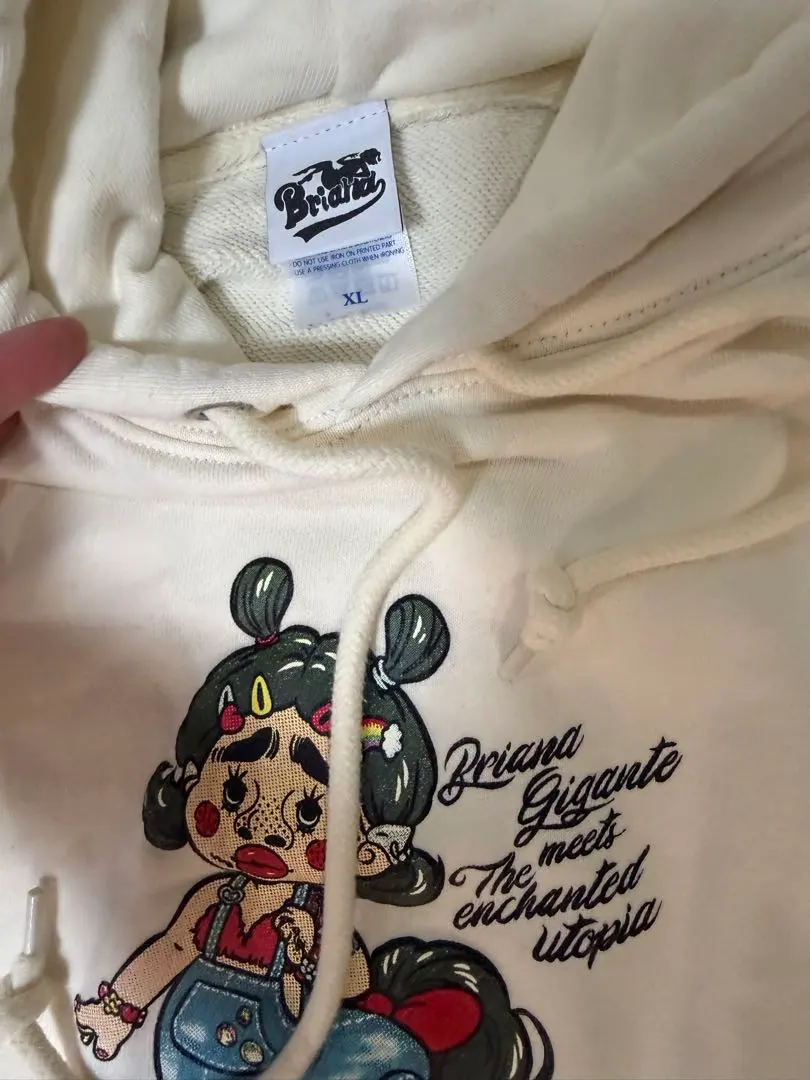 Briana
DO NOT USE IRON ON PRINTED PART
USE A PRESSING CLOTH WHEN IRONING
XL
Briana
Gigante
meets
The
enchanted
utopia